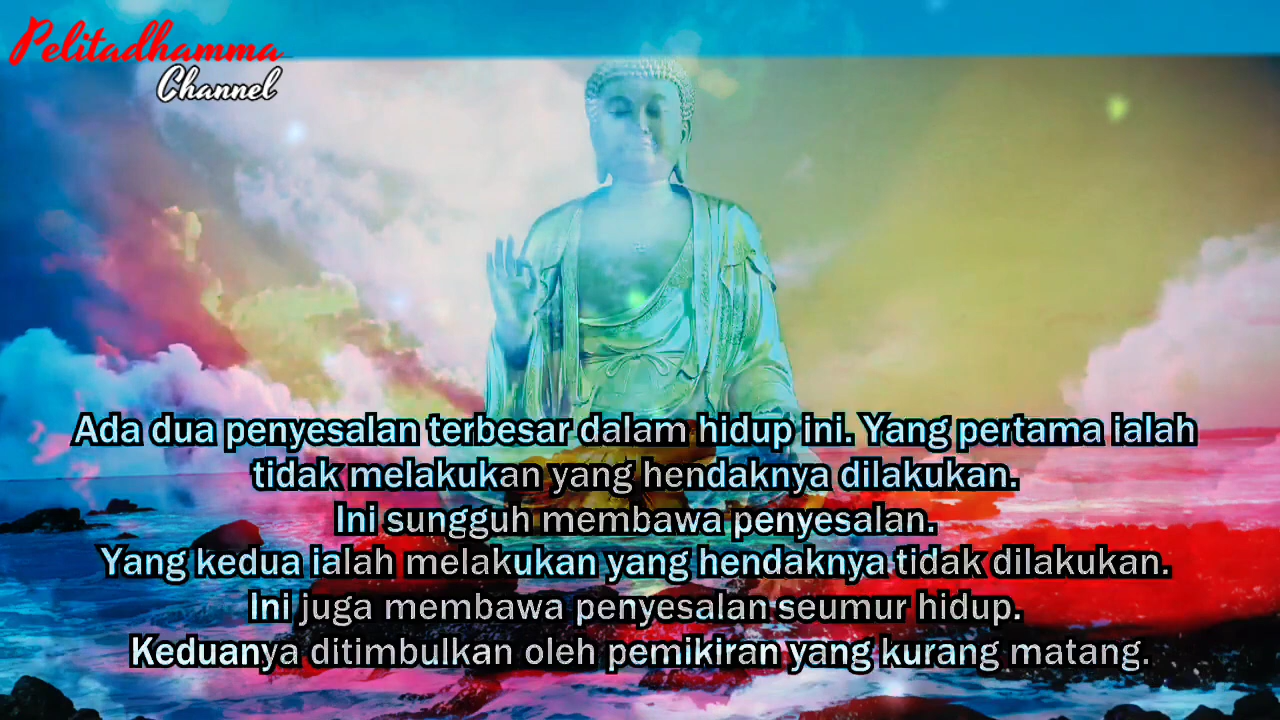 Pelitadhamma
Channel
Ada dua penyesalan terbesar dalam hidup ini. Yang pertama ialah
tidak melakukan yang hendaknya dilakukan.
Ini sungguh membawa penyesalan.
Yang kedua ialah melakukan yang hendaknya tidak dilakukan.
Ini juga membawa penyesalan seumur hidup.
Keduanya ditimbulkan oleh pemikiran yang kurang matang.